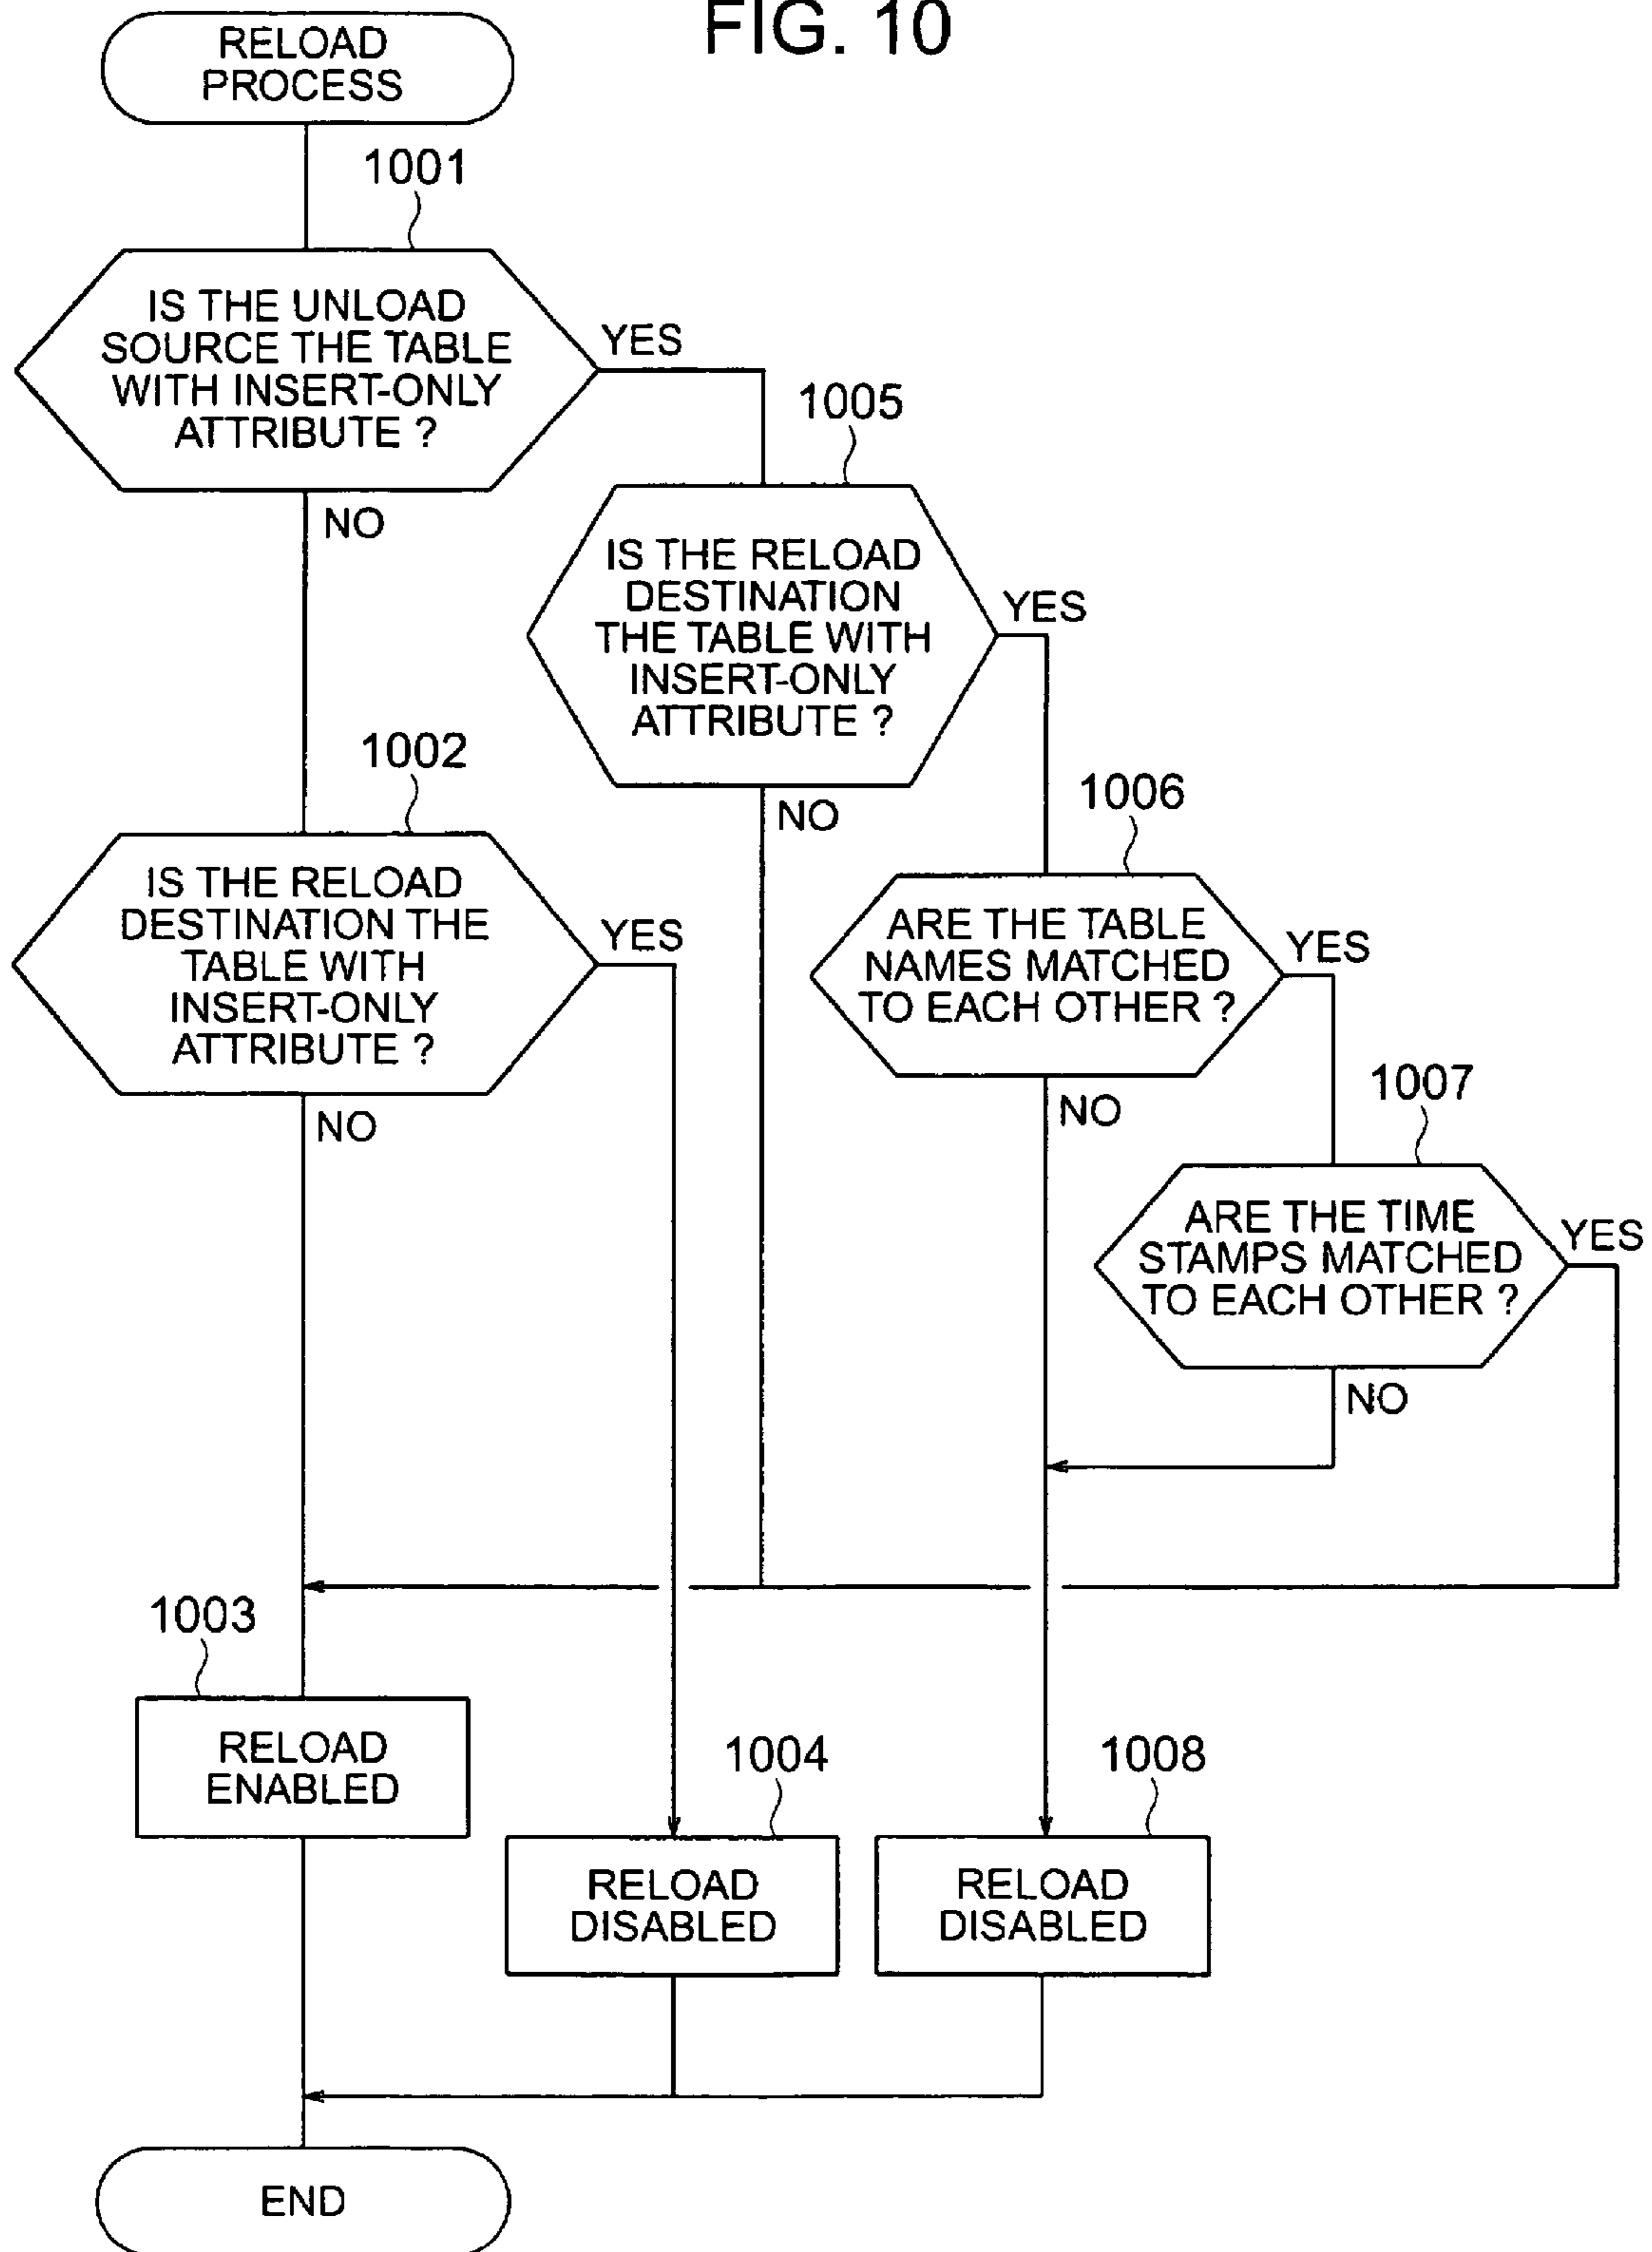 FIG. 10
RELOAD
PROCESS
1001
IS THE UNLOAD
SOURCE THE TABLE
WITH INSERT-ONLY
ATTRIBUTE ?
YES
NO
1005
IS THE RELOAD
DESTINATION
THE TABLE WITH
INSERT-ONLY
ATTRIBUTE ?
YES
NO
1002
IS THE RELOAD
DESTINATION THE
TABLE WITH
INSERT-ONLY
ATTRIBUTE ?
YES
NO
1006
ARE THE TABLE
NAMES MATCHED
TO EACH OTHER ?
YES
NO
1007
ARE THE TIME
STAMPS MATCHED
TO EACH OTHER ?
YES
NO
1003
RELOAD
ENABLED
1004
RELOAD
DISABLED
1008
RELOAD
DISABLED
END